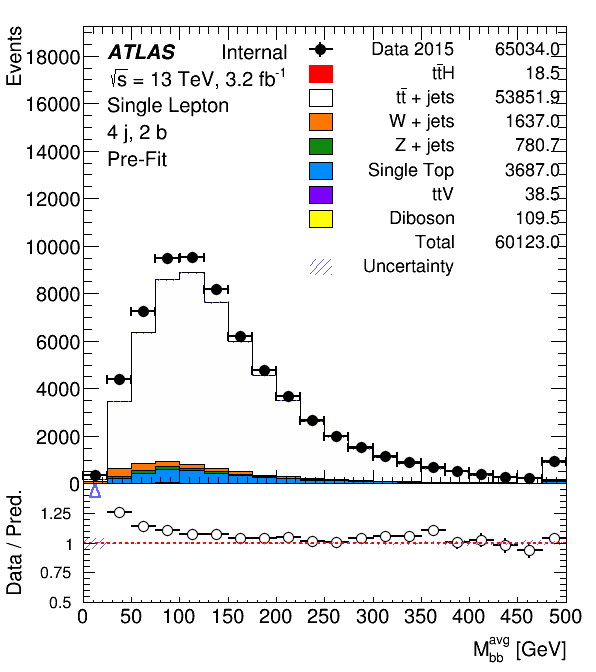 Events
18000
16000
14000
12000
10000
8000
6000
4000
2000
0
ATLAS Internal
√s = 13 TeV, 3.2 fb⁻¹
Single Lepton
4 j, 2 b
Pre-Fit
Data 2015 65034.0
tt̄H 18.5
tt̄ + jets 53851.9
W + jets 1637.0
Z + jets 780.7
Single Top 3687.0
ttV 38.5
Diboson 109.5
Total 60123.0
Uncertainty
Data / Pred.
1.25
1
0.75
0.5
0 50 100 150 200 250 300 350 400 450 500
M_bb^avg [GeV]